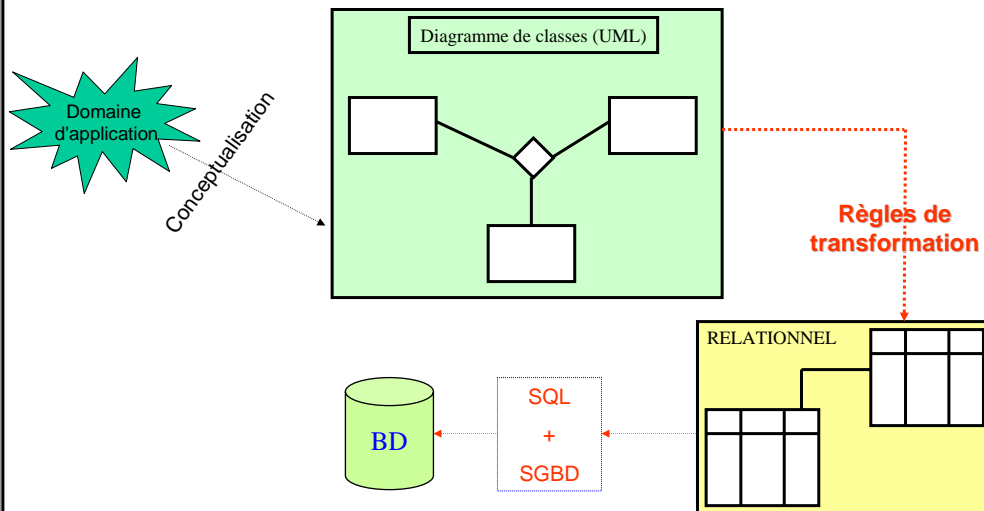 Diagramme de classes (UML)
Domaine
d'application
Conceptualisation
Règles de
transformation
RELATIONNEL
SQL
+
SGBD
BD